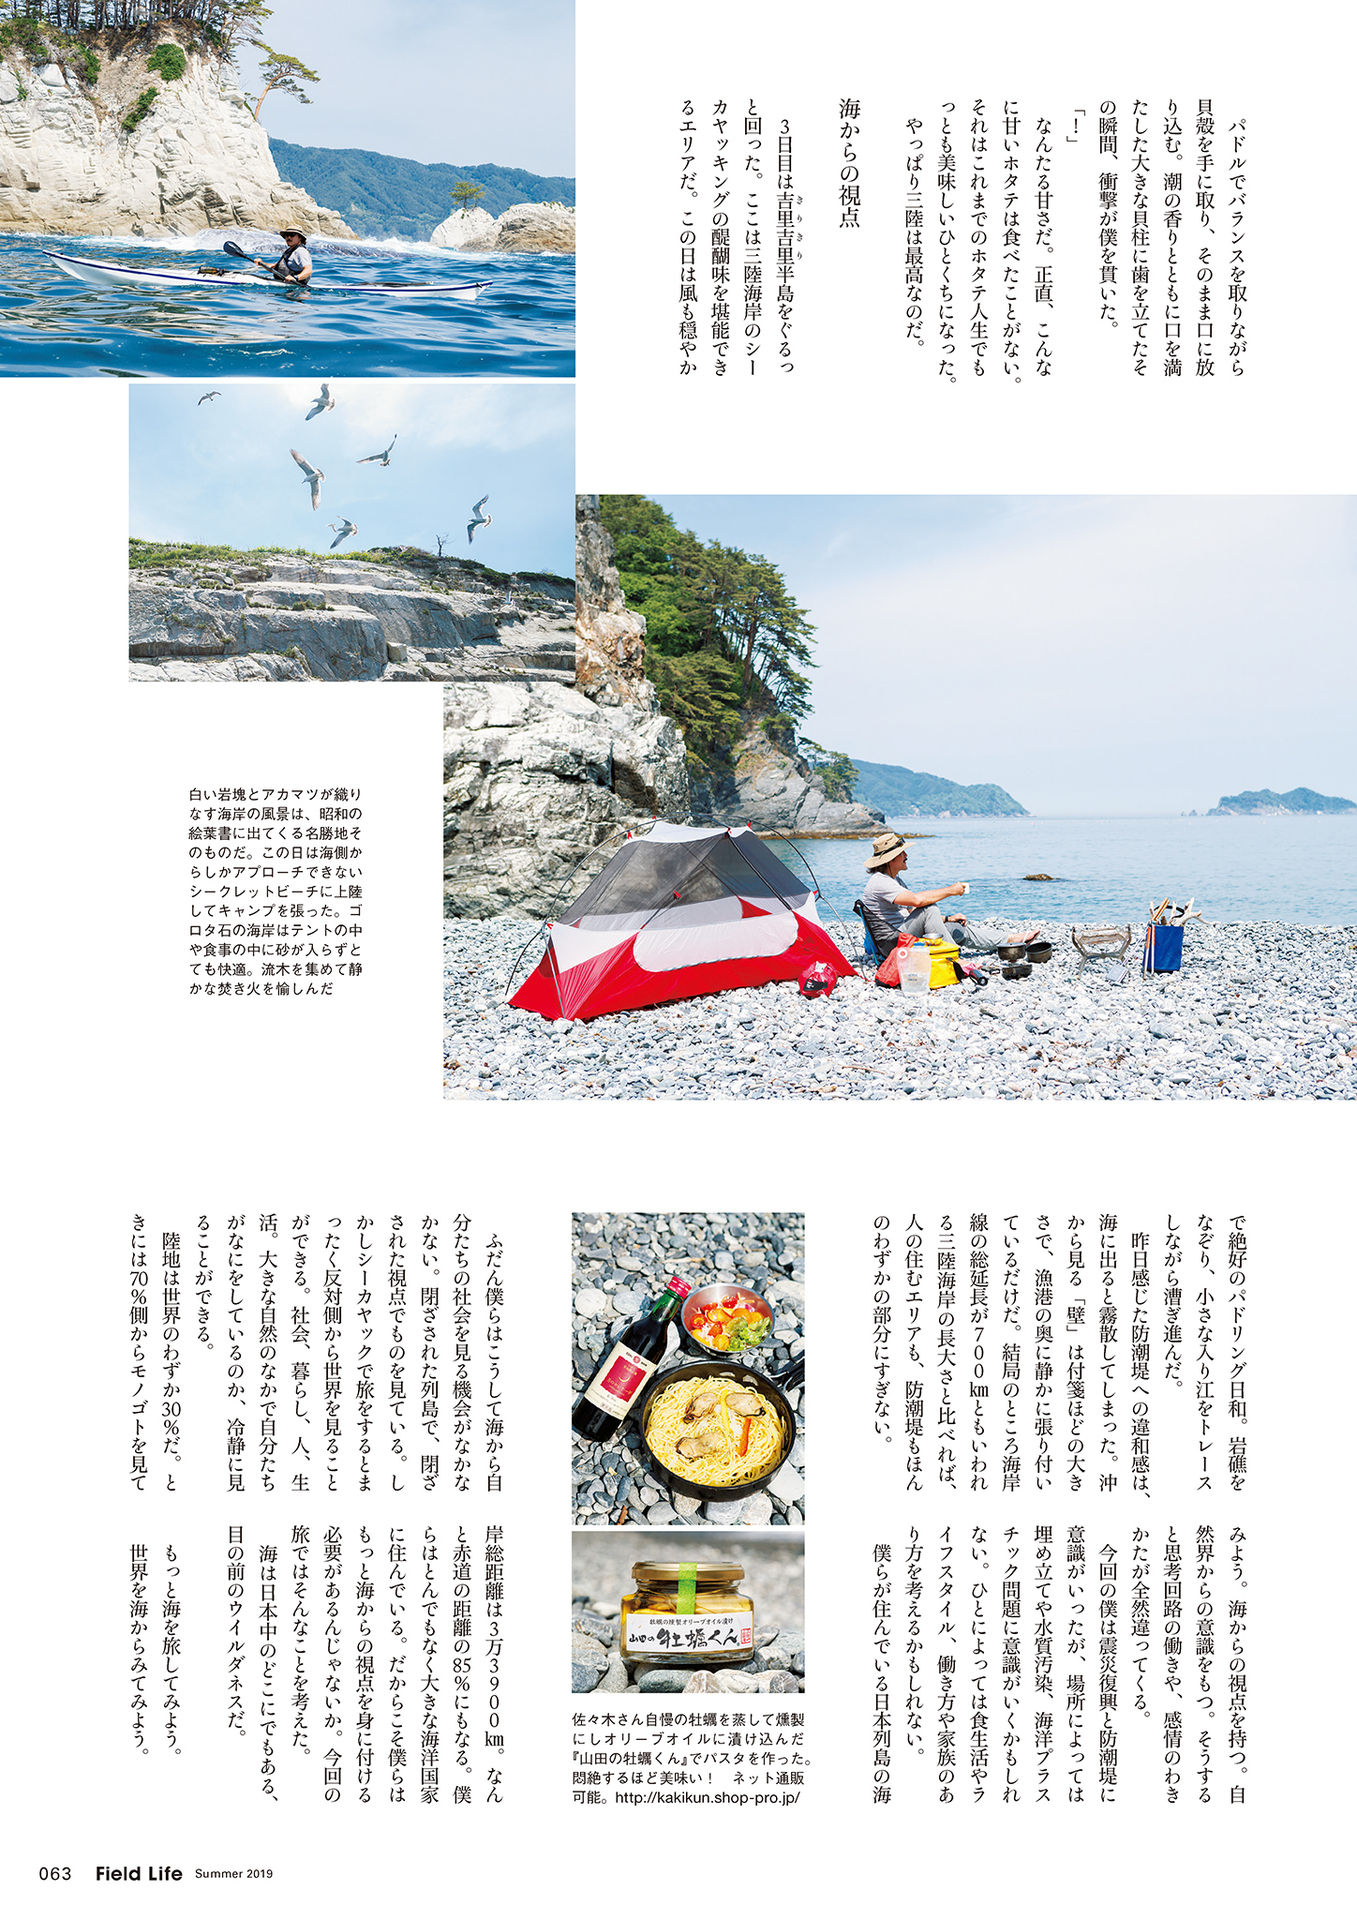 パドルでバランスを取りながら
貝殻を手に取り、そのまま口に放
り込む。潮の香りとともに口を満
たした大きな貝柱に歯を立てたそ
の瞬間、衝撃が僕を貫いた。
「！」
なんたる甘さだ。正直、こんな
に甘いホタテは食べたことがない。
それはこれまでのホタテ人生でも
っとも美味しいひとくちになった。
やっぱり三陸は最高なのだ。
海からの視点
3日目は吉里吉里半島をぐるっ
きりきり
と回った。ここは三陸海岸のシー
カヤッキングの醍醐味を堪能でき
るエリアだ。この日は風も穏やか
白い岩塊とアカマツが織り
なす海岸の風景は、昭和の
絵葉書に出てくる名勝地そ
のものだ。この日は海側か
らしかアプローチできない
シークレットビーチに上陸
してキャンプを張った。ゴ
ロタ石の海岸はテントの中
や食事の中に砂が入らずと
ても快適。流木を集めて静
かな焚き火を愉しんだ
で絶好のパドリング日和。岩礁を
なぞり、小さな入り江をトレース
しながら漕ぎ進んだ。
昨日感じた防潮堤への違和感は、
海に出ると霧散してしまった。沖
から見る「壁」は付箋ほどの大き
さで、漁港の奥に静かに張り付い
ているだけだ。結局のところ海岸
線の総延長が700㎞ともいわれ
る三陸海岸の長大さと比べれば、
人の住むエリアも、防潮堤もほん
のわずかの部分にすぎない。
ふだん僕らはこうして海から自
分たちの社会を見る機会がなかな
かない。閉ざされた列島で、閉ざ
された視点でものを見ている。し
かしシーカヤックで旅をするとま
ったく反対側から世界を見ること
ができる。社会、暮らし、人、生
活。大きな自然のなかで自分たち
がなにをしているのか、冷静に見
ることができる。
陸地は世界のわずか30％だ。と
きには70％側からモノゴトを見て
みよう。海からの視点を持つ。自
然界からの意識をもつ。そうする
と思考回路の働きや、感情のわき
かたが全然違ってくる。
今回の僕は震災復興と防潮堤に
意識がいったが、場所によっては
埋め立てや水質汚染、海洋プラス
チック問題に意識がいくかもしれ
ない。ひとによっては食生活やラ
イフスタイル、働き方や家族のあ
り方を考えるかもしれない。
僕らが住んでいる日本列島の海
岸総距離は3万3900㎞。なん
と赤道の距離の85％にもなる。僕
らはとんでもなく大きな海洋国家
に住んでいる。だからこそ僕らは
もっと海からの視点を身に付ける
必要があるんじゃないか。今回の
旅ではそんなことを考えた。
海は日本中のどこにでもある、
目の前のウイルダネスだ。
もっと海を旅してみよう。
世界を海からみてみよう。
牡蠣の燻製オリーブオイル漬け
山田の牡蠣くん
佐々木さん自慢の牡蠣を蒸して燻製
にしオリーブオイルに漬け込んだ
『山田の牡蠣くん』でパスタを作った。
悶絶するほど美味い！　ネット通販
可能。http://kakikun.shop-pro.jp/
063 Field Life Summer 2019